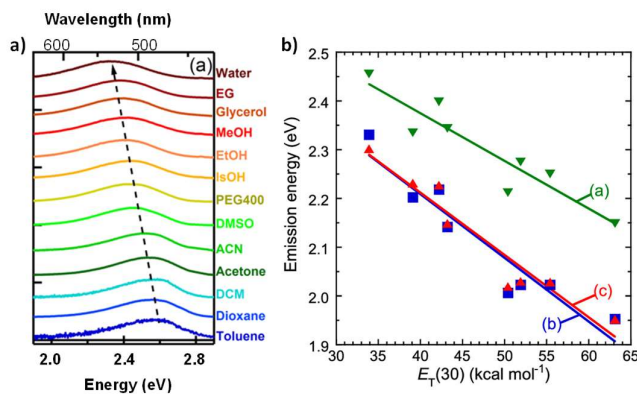 Wavelength (nm)
a)
600
500
480
(a)
Water
EG
Glycerol
MeOH
EtOH
IsOH
PEG400
DMSO
ACN
Acetone
DCM
Dioxane
Toluene
2.0
2.4
2.8
Energy (eV)
b)
Emission energy (eV)
2.5
2.4
2.3
2.2
2.1
2.0
1.9
(a)
(c)
(b)
30
35
40
45
50
55
60
65
E_T(30) (kcal mol⁻¹)